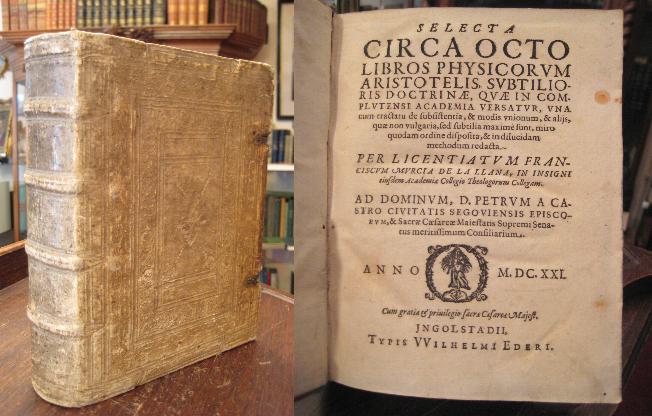 SELECTA
CIRCA OCTO
LIBROS PHYSICORVM
ARISTOTELIS, SVBTILIO-
RIS DOCTRINÆ, QVÆ IN COM-
PLVTENSI ACADEMIA VERSATVR, VNA
cum tractatu de subsistentia, & modis vnionum, & alijs,
quæ non vulgaria, sed subtilia maximè sunt, miro
quodam ordine disposita, & in dilucidam
methodum redacta.
PER LICENTIATVM FRAN-
CISCVM MVRCIA DE LA LLANA, IN INSIGNI
eiusdem Academiæ Collegio Theologorum Collegam.
AD DOMINVM, D. PETRVM A CA-
STRO CIVITATIS SEGOVIENSIS EPISCO-
PVM, & Sacræ Cæsareæ Maiestatis Supremi Sena-
tus meritissimum Consiliarium.
ANNO M. DC. XXI.
Cum gratia & priuilegio sacræ Cæsareæ Majest.
JNGOLSTADII,
TYPIS VVILHELMI EDERI.